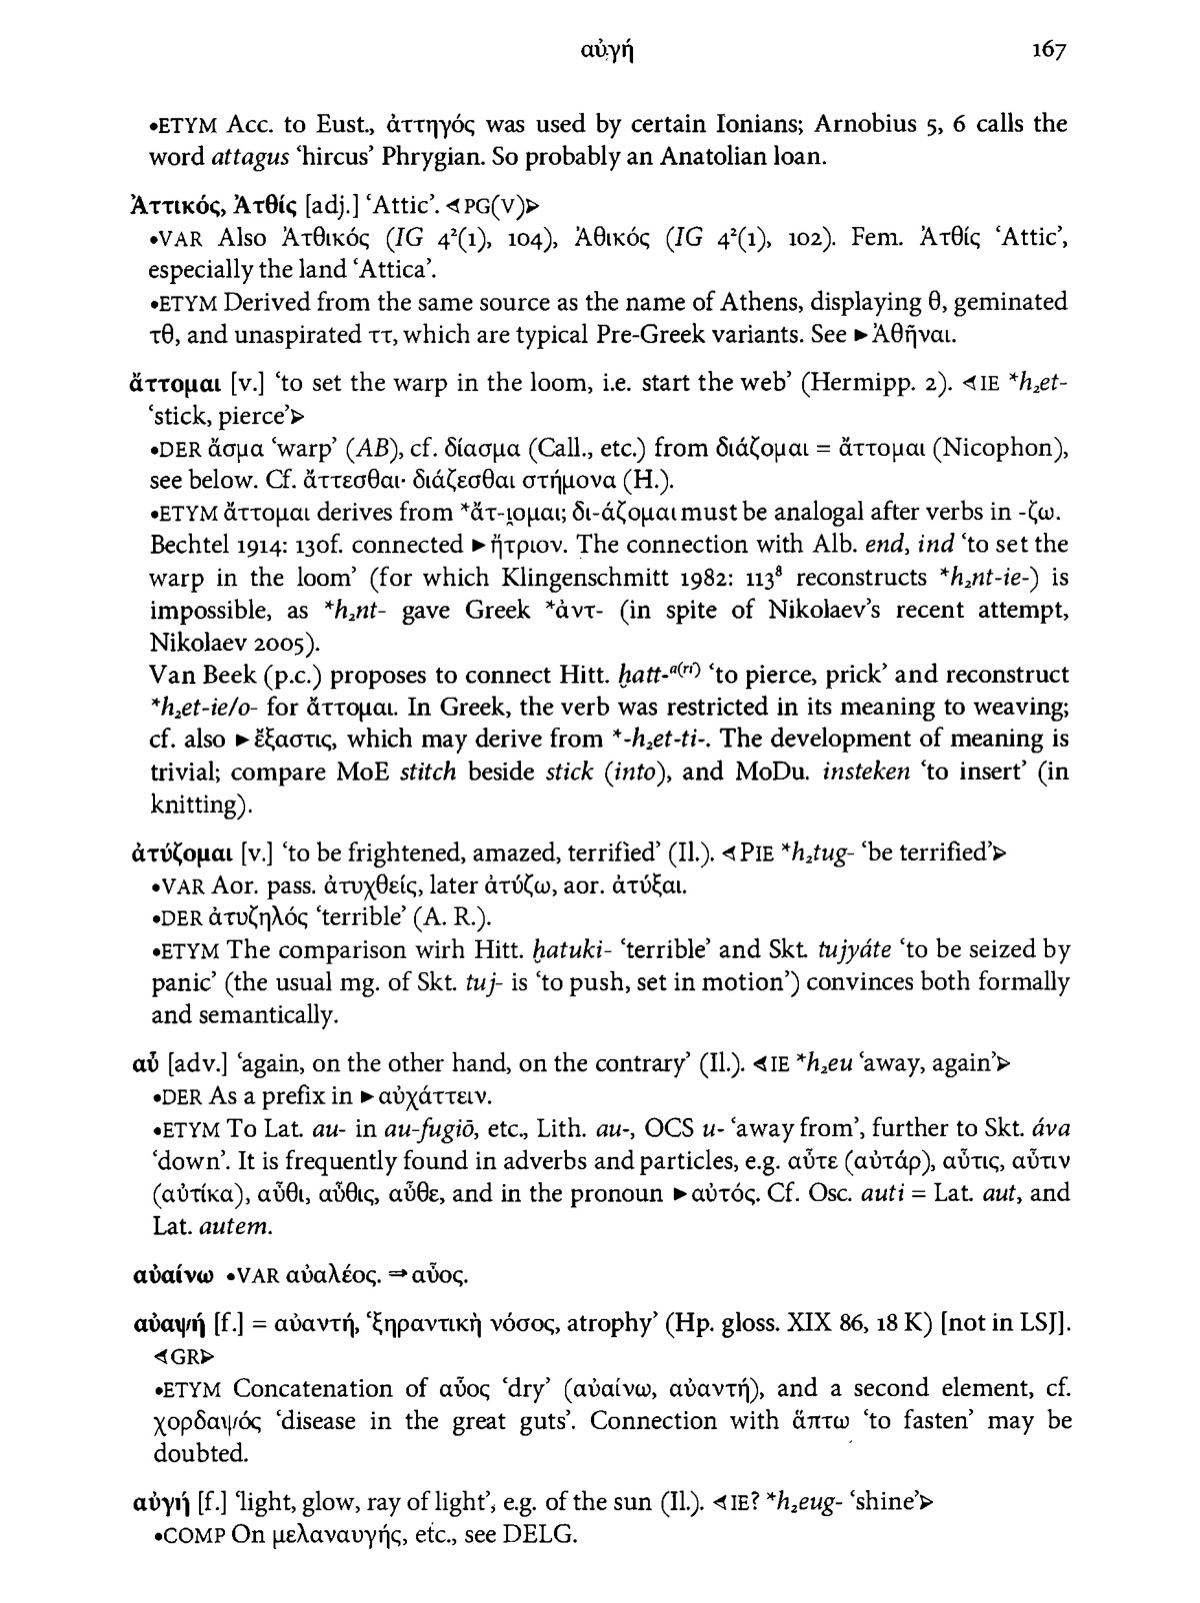 αὐγή 167
•ETYM Acc. to Eust., ἀττηγός was used by certain Ionians; Arnobius 5, 6 calls the
word attagus ‘hircus’ Phrygian. So probably an Anatolian loan.
Ἀττικός, Ἀτθίς [adj.] ‘Attic’. ◁PG(V)▷
•VAR Also Ἀτθικός (IG 4²(1), 104), Ἀθικός (IG 4²(1), 102). Fem. Ἀτθίς ‘Attic’,
especially the land ‘Attica’.
•ETYM Derived from the same source as the name of Athens, displaying θ, geminated
τθ, and unaspirated ττ, which are typical Pre-Greek variants. See ►Ἀθῆναι.
ἄττομαι [v.] ‘to set the warp in the loom, i.e. start the web’ (Hermipp. 2). ◁IE *h₂et-
‘stick, pierce’▷
•DER ἄσμα ‘warp’ (AB), cf. δίασμα (Call., etc.) from διάζομαι = ἄττομαι (Nicophon),
see below. Cf. ἄττεσθαι· διάζεσθαι στήμονα (H.).
•ETYM ἄττομαι derives from *ἄτ-ι̯ομαι; δι-άζομαι must be analogal after verbs in -ζω.
Bechtel 1914: 130f. connected ►ἤτριον. The connection with Alb. end, ind ‘to set the
warp in the loom’ (for which Klingenschmitt 1982: 113⁸ reconstructs *h₂nt-ie-) is
impossible, as *h₂nt- gave Greek *ἀντ- (in spite of Nikolaev’s recent attempt,
Nikolaev 2005).
Van Beek (p.c.) proposes to connect Hitt. ḫatt-ᵃ⁽ʳⁱ⁾ ‘to pierce, prick’ and reconstruct
*h₂et-ie/o- for ἄττομαι. In Greek, the verb was restricted in its meaning to weaving;
cf. also ►ἔξαστις, which may derive from *-h₂et-ti-. The development of meaning is
trivial; compare MoE stitch beside stick (into), and MoDu. insteken ‘to insert’ (in
knitting).
ἀτύζομαι [v.] ‘to be frightened, amazed, terrified’ (Il.). ◁PIE *h₂tug- ‘be terrified’▷
•VAR Aor. pass. ἀτυχθείς, later ἀτύζω, aor. ἀτύξαι.
•DER ἀτυζηλός ‘terrible’ (A. R.).
•ETYM The comparison wirh Hitt. ḫatuki- ‘terrible’ and Skt. tujyáte ‘to be seized by
panic’ (the usual mg. of Skt. tuj- is ‘to push, set in motion’) convinces both formally
and semantically.
αὖ [adv.] ‘again, on the other hand, on the contrary’ (Il.). ◁IE *h₂eu ‘away, again’▷
•DER As a prefix in ►αὐχάττειν.
•ETYM To Lat. au- in au-fugiō, etc., Lith. au-, OCS u- ‘away from’, further to Skt. áva
‘down’. It is frequently found in adverbs and particles, e.g. αὖτε (αὐτάρ), αὖτις, αὖτιν
(αὐτίκα), αὖθι, αὖθις, αὖθε, and in the pronoun ►αὐτός. Cf. Osc. auti = Lat. aut, and
Lat. autem.
αὐαίνω •VAR αὐαλέος. ⇒αὖος.
αὐαψή [f.] = αὐαντή, ‘ξηραντικὴ νόσος, atrophy’ (Hp. gloss. XIX 86, 18 K) [not in LSJ].
◁GR▷
•ETYM Concatenation of αὖος ‘dry’ (αὐαίνω, αὐαντή), and a second element, cf.
χορδαψός ‘disease in the great guts’. Connection with ἅπτω ‘to fasten’ may be
doubted.
αὐγή [f.] ‘light, glow, ray of light’, e.g. of the sun (Il.). ◁IE? *h₂eug- ‘shine’▷
•COMP On μελαναυγής, etc., see DELG.